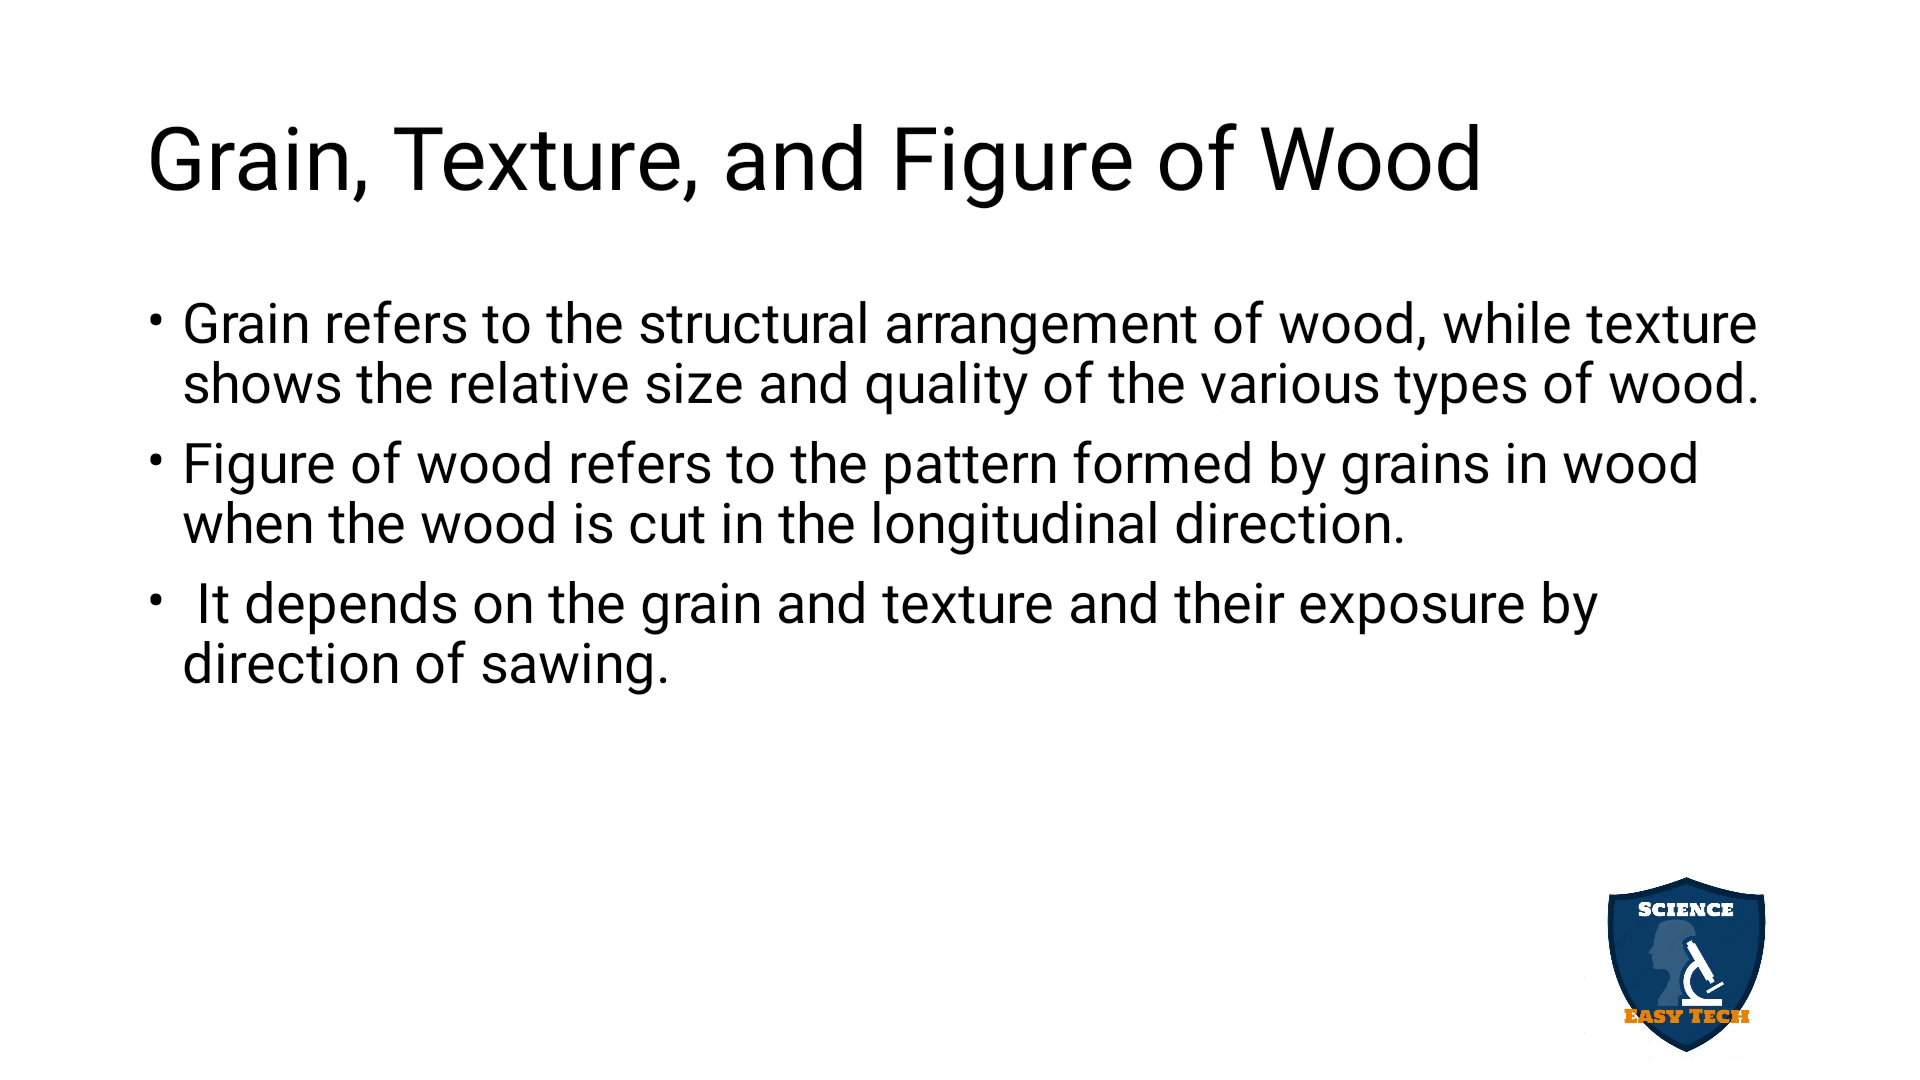 Grain, Texture, and Figure of Wood
• Grain refers to the structural arrangement of wood, while texture
shows the relative size and quality of the various types of wood.
• Figure of wood refers to the pattern formed by grains in wood
when the wood is cut in the longitudinal direction.
• It depends on the grain and texture and their exposure by
direction of sawing.
SCIENCE
EASY TECH